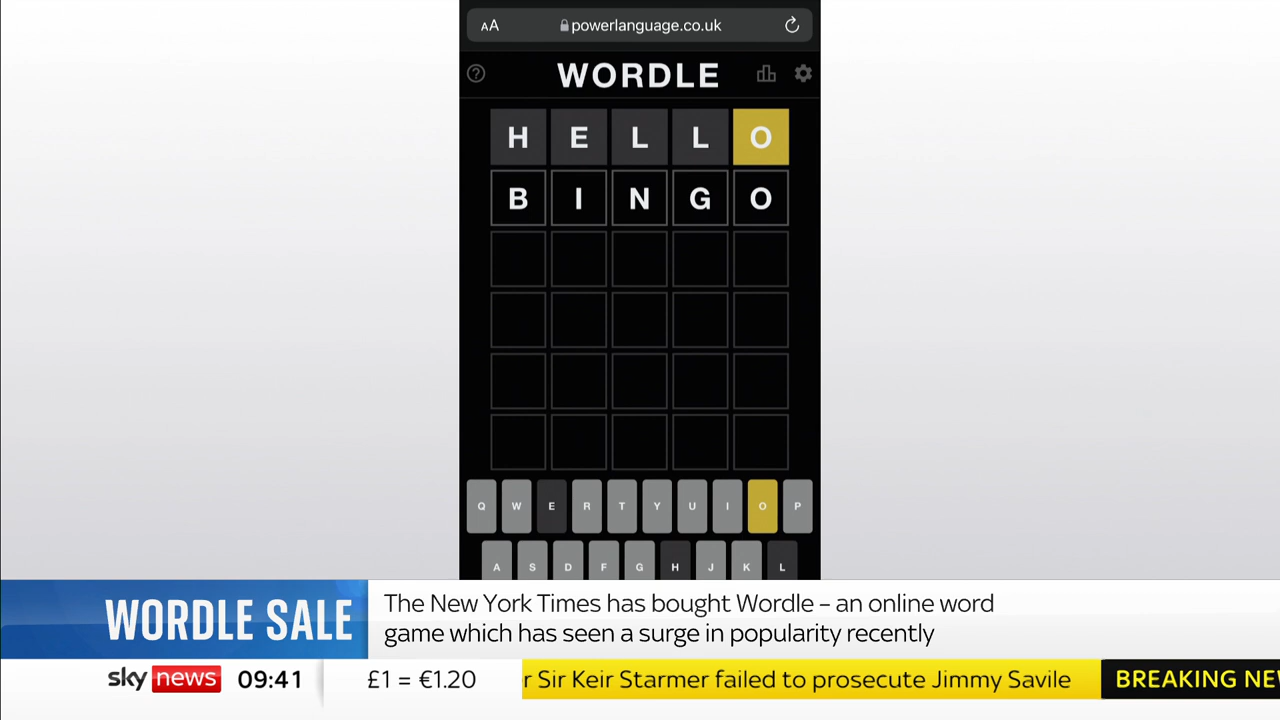 AA powerlanguage.co.uk
? WORDLE
H E L L O
B I N G O
Q W E R T Y U I O P
A S D F G H J K L
WORDLE SALE
The New York Times has bought Wordle – an online word
game which has seen a surge in popularity recently
sky news 09:41 £1 = €1.20 r Sir Keir Starmer failed to prosecute Jimmy Savile BREAKING NE